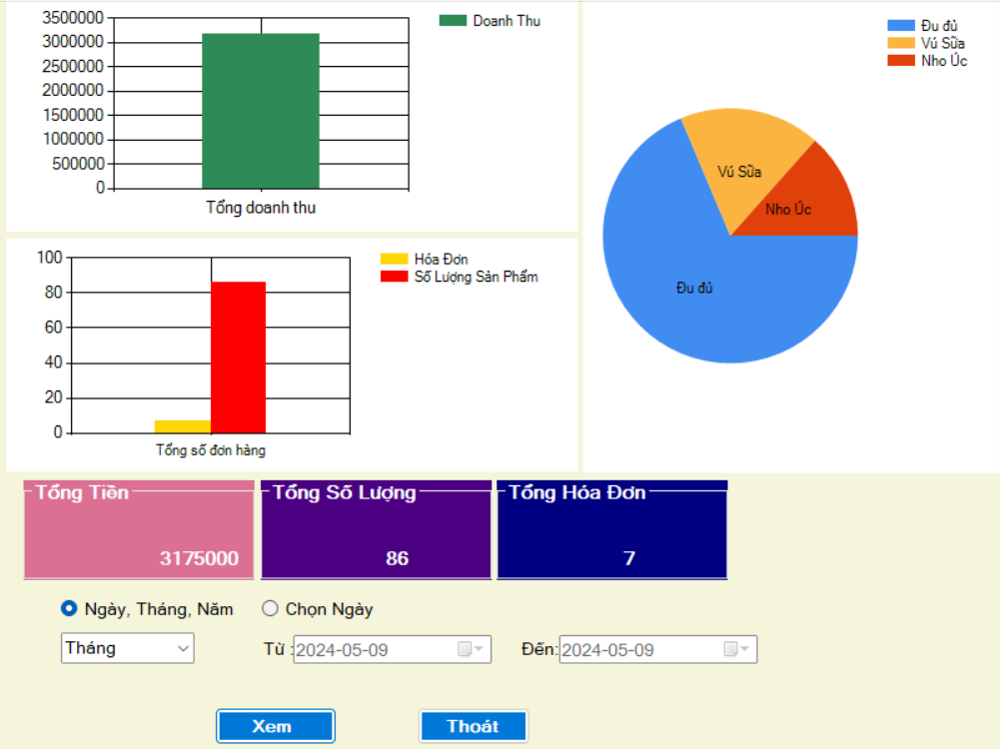 3500000
3000000
2500000
2000000
1500000
1000000
500000
0
Tổng doanh thu
Doanh Thu
100
80
60
40
20
0
Tổng số đơn hàng
Hóa Đơn
Số Lượng Sản Phẩm
Đu đủ
Vú Sữa
Nho Úc
Vú Sữa
Nho Úc
Đu đủ
Tổng Tiền
3175000
Tổng Số Lượng
86
Tổng Hóa Đơn
7
Ngày, Tháng, Năm
Chọn Ngày
Tháng
Từ : 2024-05-09
Đến: 2024-05-09
Xem
Thoát